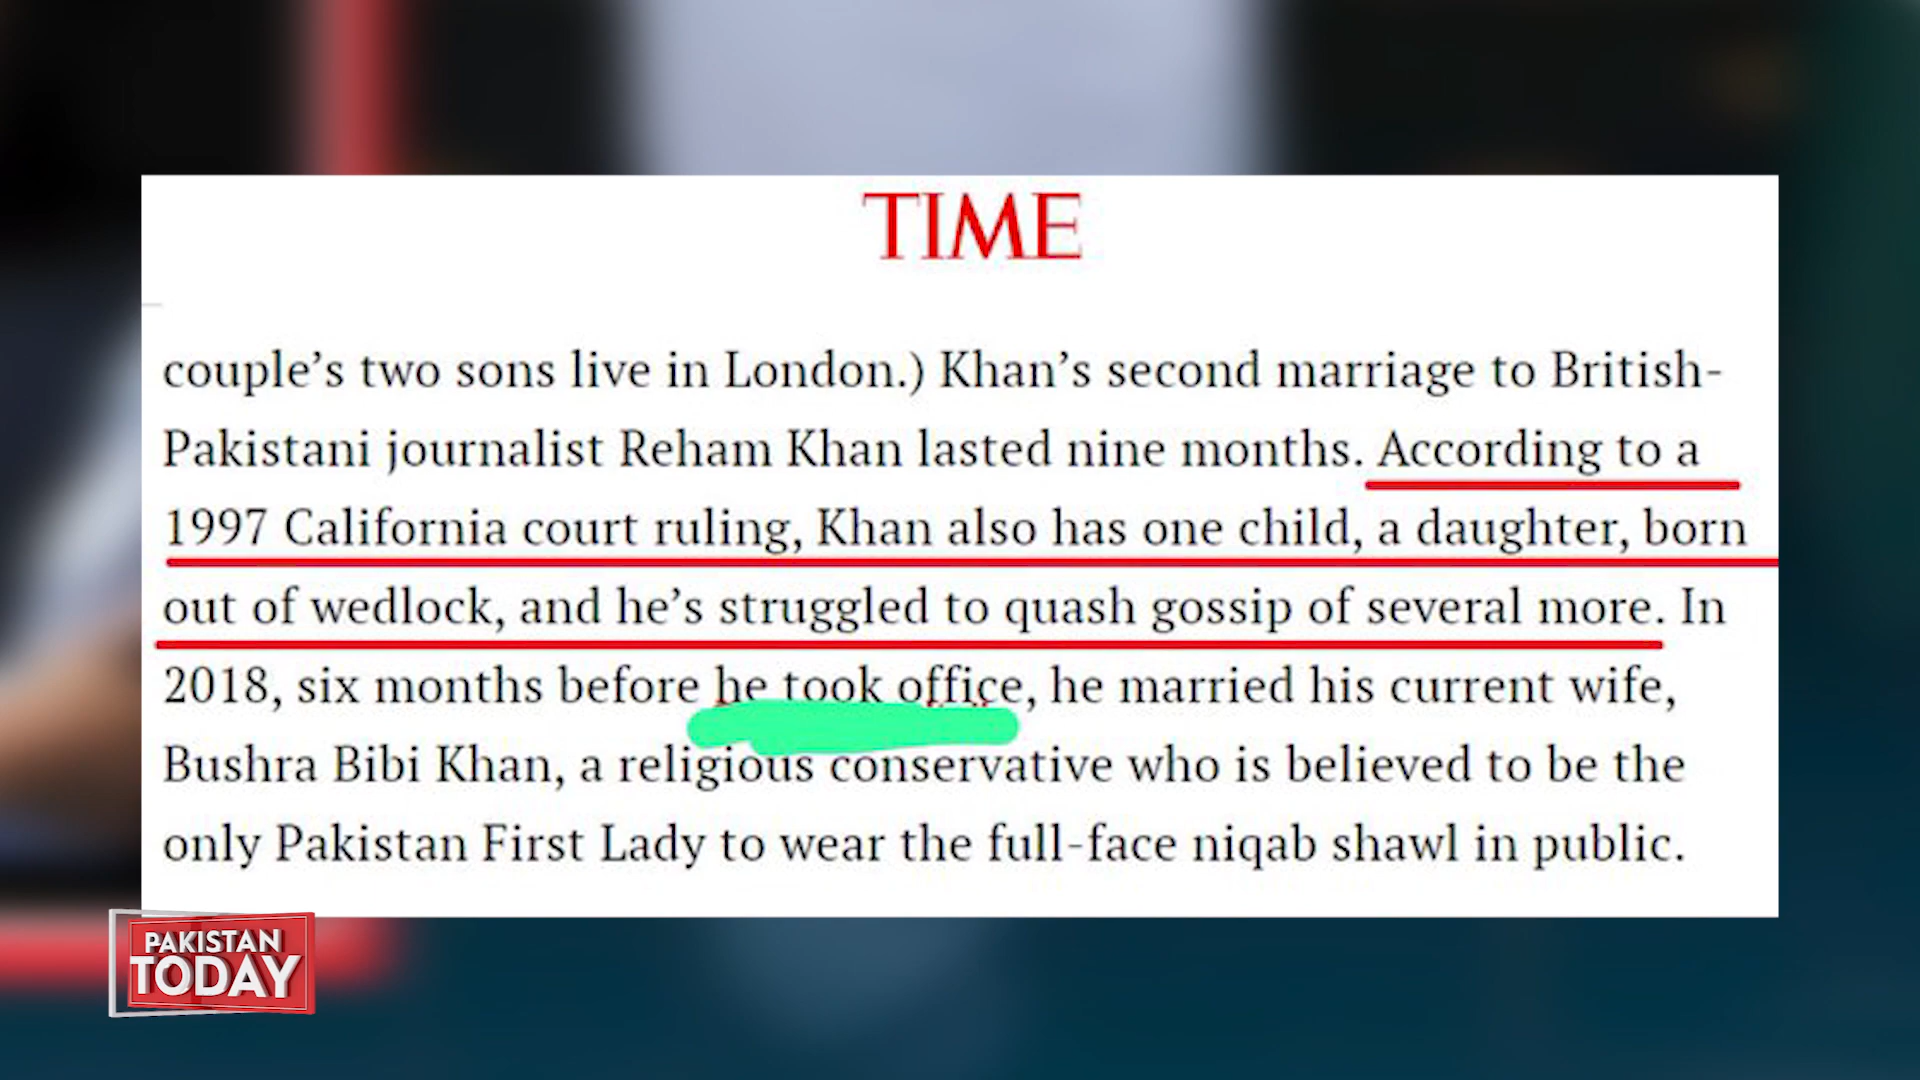 TIME
couple’s two sons live in London.) Khan’s second marriage to British-
Pakistani journalist Reham Khan lasted nine months. According to a
1997 California court ruling, Khan also has one child, a daughter, born
out of wedlock, and he’s struggled to quash gossip of several more. In
2018, six months before he took office, he married his current wife,
Bushra Bibi Khan, a religious conservative who is believed to be the
only Pakistan First Lady to wear the full-face niqab shawl in public.
PAKISTAN
TODAY